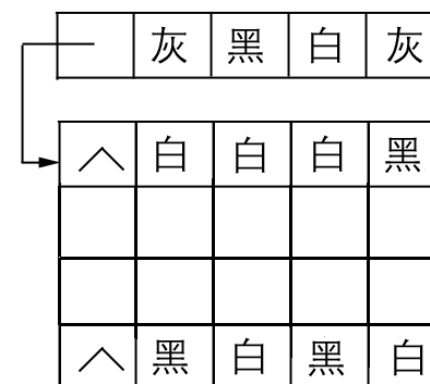 灰 黑 白 灰
∧ 白 白 白 黑
∧ 黑 白 黑 白